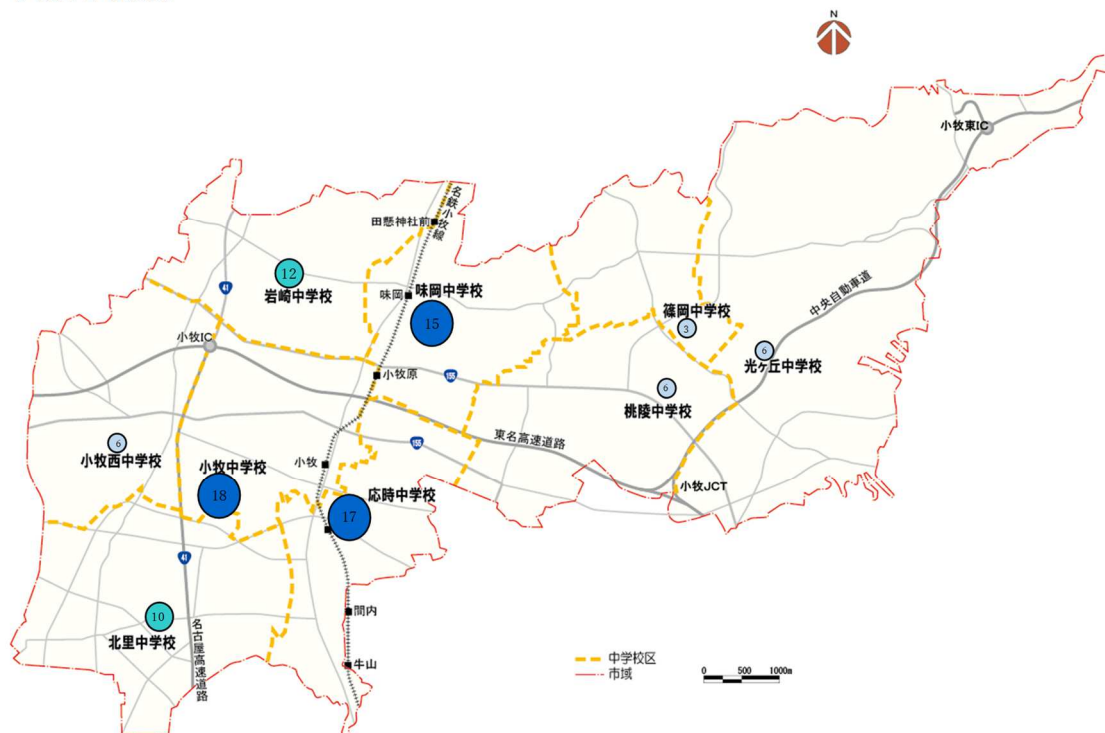 N
小牧東IC
名鉄小牧線
田懸神社前
中央自動車道
41
12
岩崎中学校
味岡
味岡中学校
15
篠岡中学校
3
小牧IC
6
光ヶ丘中学校
小牧原
155
6
桃陵中学校
東名高速道路
155
6
小牧西中学校
小牧
小牧中学校
18
小牧JCT
応時中学校
17
41
10
北里中学校
間内
名古屋高速道路
牛山
中学校区
市域
0 500 1000m